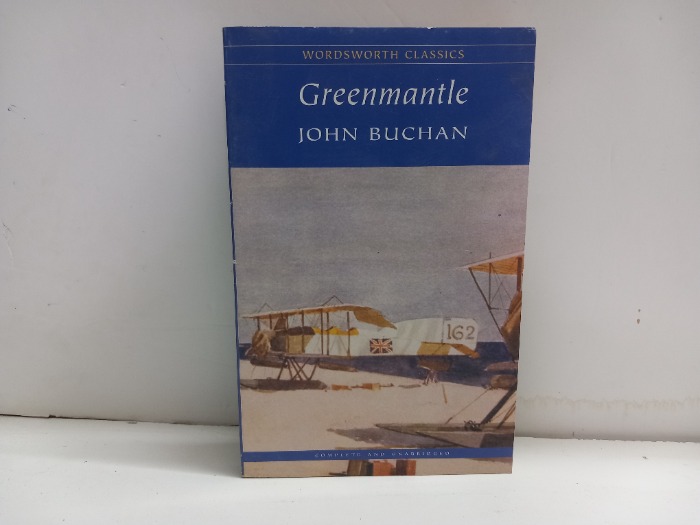 WORDSWORTH CLASSICS
Greenmantle
JOHN BUCHAN
162
COMPLETE AND UNABRIDGED